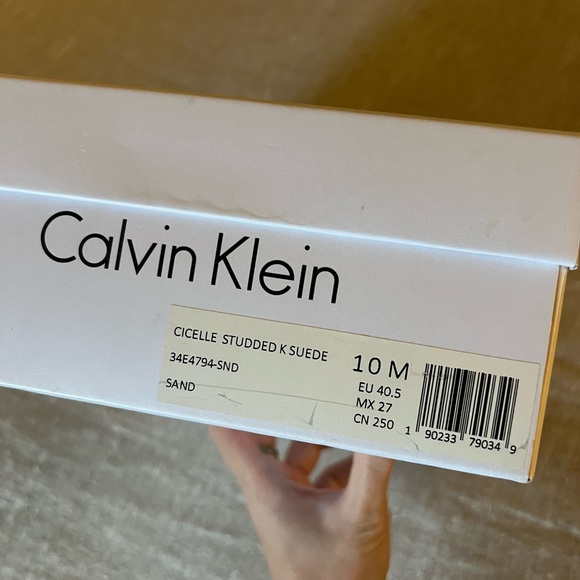 Calvin Klein
CICELLE STUDDED K SUEDE
34E4794-SND
SAND
10 M
EU 40.5
MX 27
CN 250
1 90233 79034 9